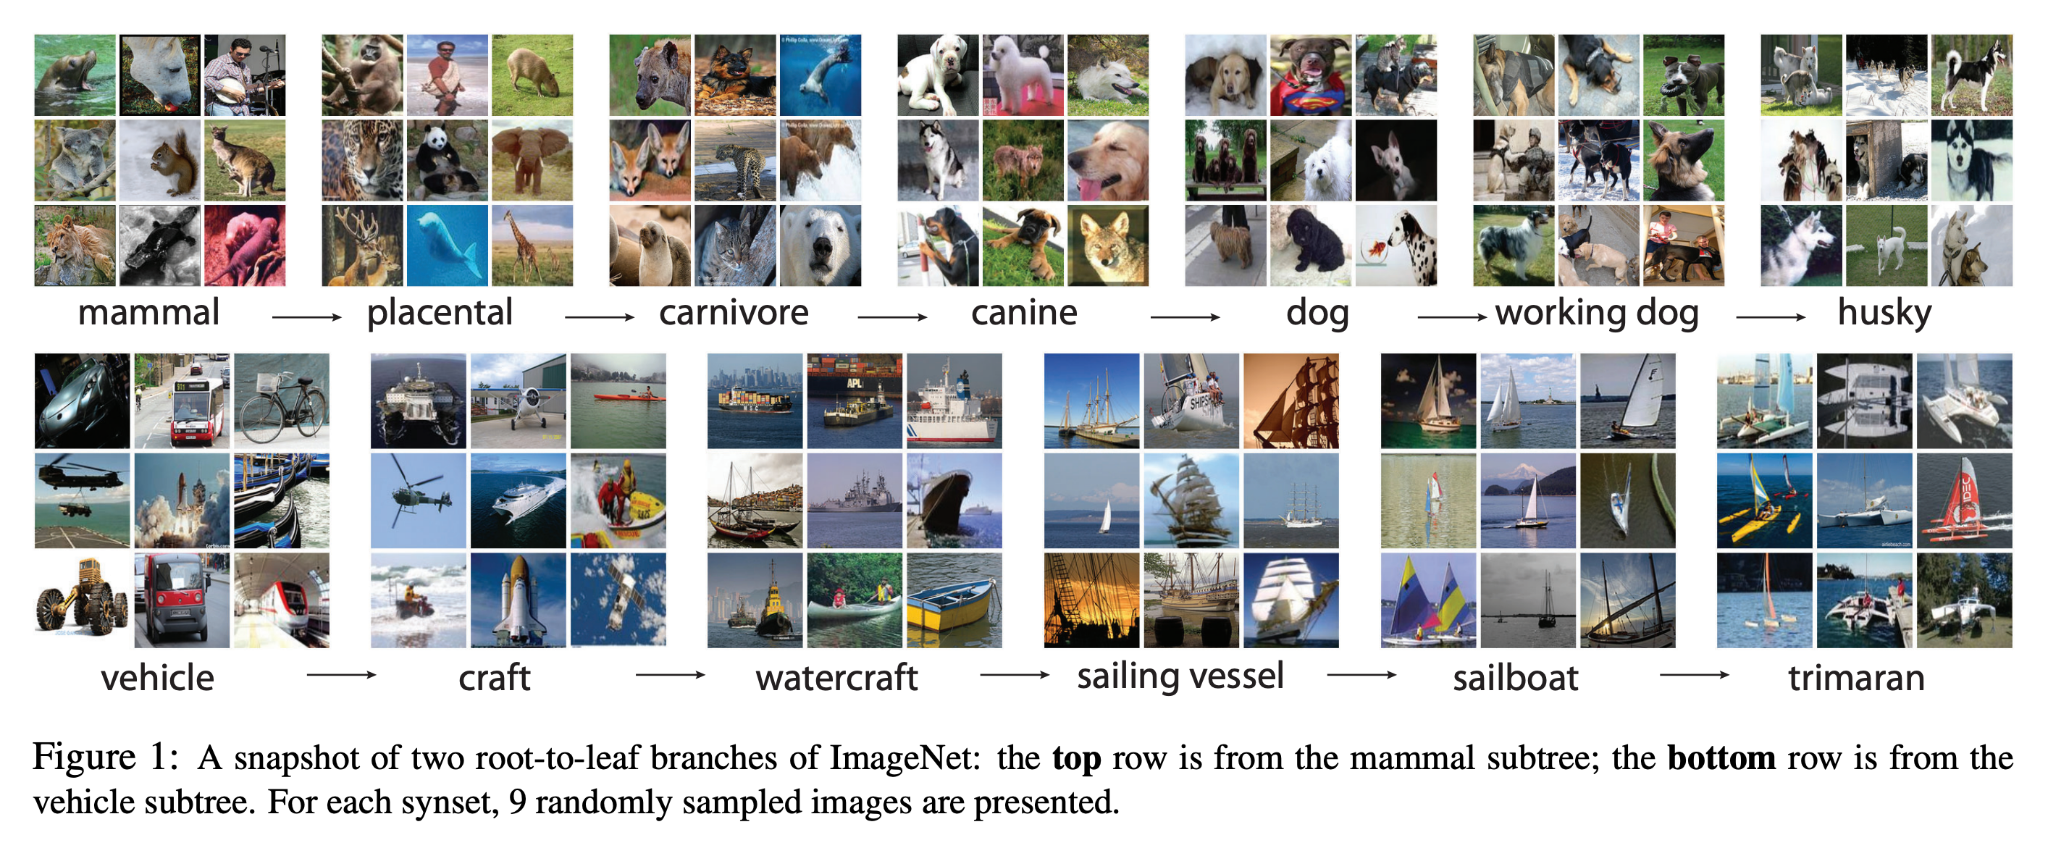 mammal → placental → carnivore → canine → dog → working dog → husky
APL
SHIPS
vehicle → craft → watercraft → sailing vessel → sailboat → trimaran
Figure 1: A snapshot of two root-to-leaf branches of ImageNet: the top row is from the mammal subtree; the bottom row is from the
vehicle subtree. For each synset, 9 randomly sampled images are presented.